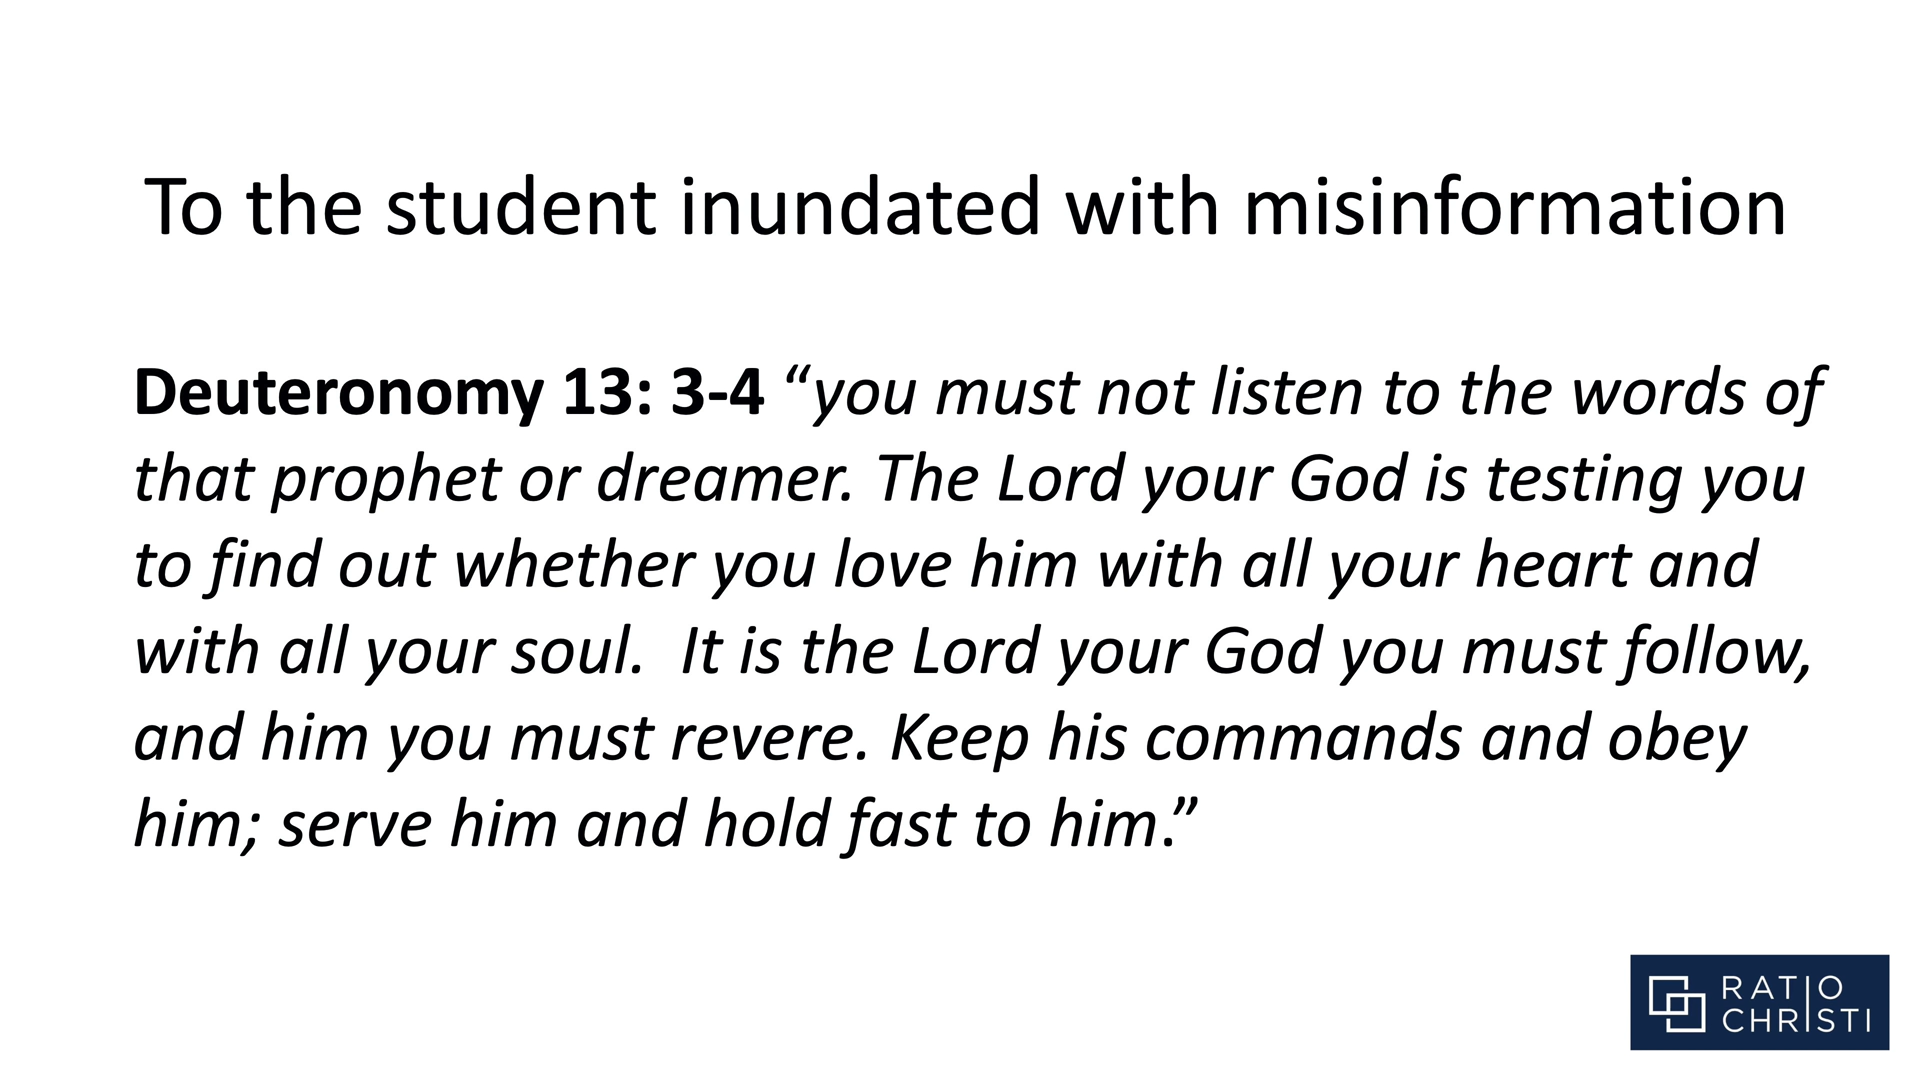 To the student inundated with misinformation
Deuteronomy 13: 3-4 “you must not listen to the words of
that prophet or dreamer. The Lord your God is testing you
to find out whether you love him with all your heart and
with all your soul.  It is the Lord your God you must follow,
and him you must revere. Keep his commands and obey
him; serve him and hold fast to him.”
RATIO
CHRISTI